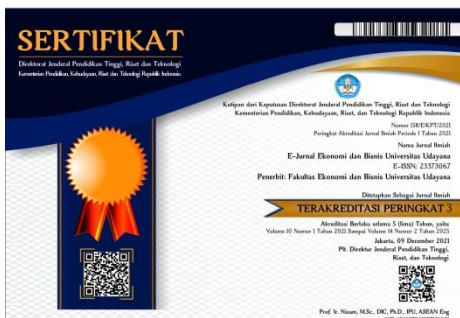 SERTIFIKAT
Direktorat Jenderal Pendidikan Tinggi, Riset dan Teknologi
Kementerian Pendidikan, Kebudayaan, Riset, dan Teknologi Republik Indonesia
Kutipan dari Keputusan Direktorat Jenderal Pendidikan Tinggi, Riset dan Teknologi
Kementerian Pendidikan, Kebudayaan, Riset, dan Teknologi Republik Indonesia
Nomor 158/E/KPT/2021
Peringkat Akreditasi Jurnal Ilmiah Periode 1 Tahun 2021
Nama Jurnal Ilmiah
E-Jurnal Ekonomi dan Bisnis Universitas Udayana
E-ISSN: 23373067
Penerbit: Fakultas Ekonomi dan Bisnis Universitas Udayana
Ditetapkan Sebagai Jurnal Ilmiah
TERAKREDITASI PERINGKAT 3
Akreditasi Berlaku selama 5 (lima) Tahun, yaitu
Volume 10 Nomor 1 Tahun 2021 Sampai Volume 14 Nomor 2 Tahun 2025
Jakarta, 09 December 2021
Plt. Direktur Jenderal Pendidikan Tinggi,
Riset, dan Teknologi
Prof. Ir. Nizam, M.Sc., DIC, Ph.D., IPU, ASEAN Eng